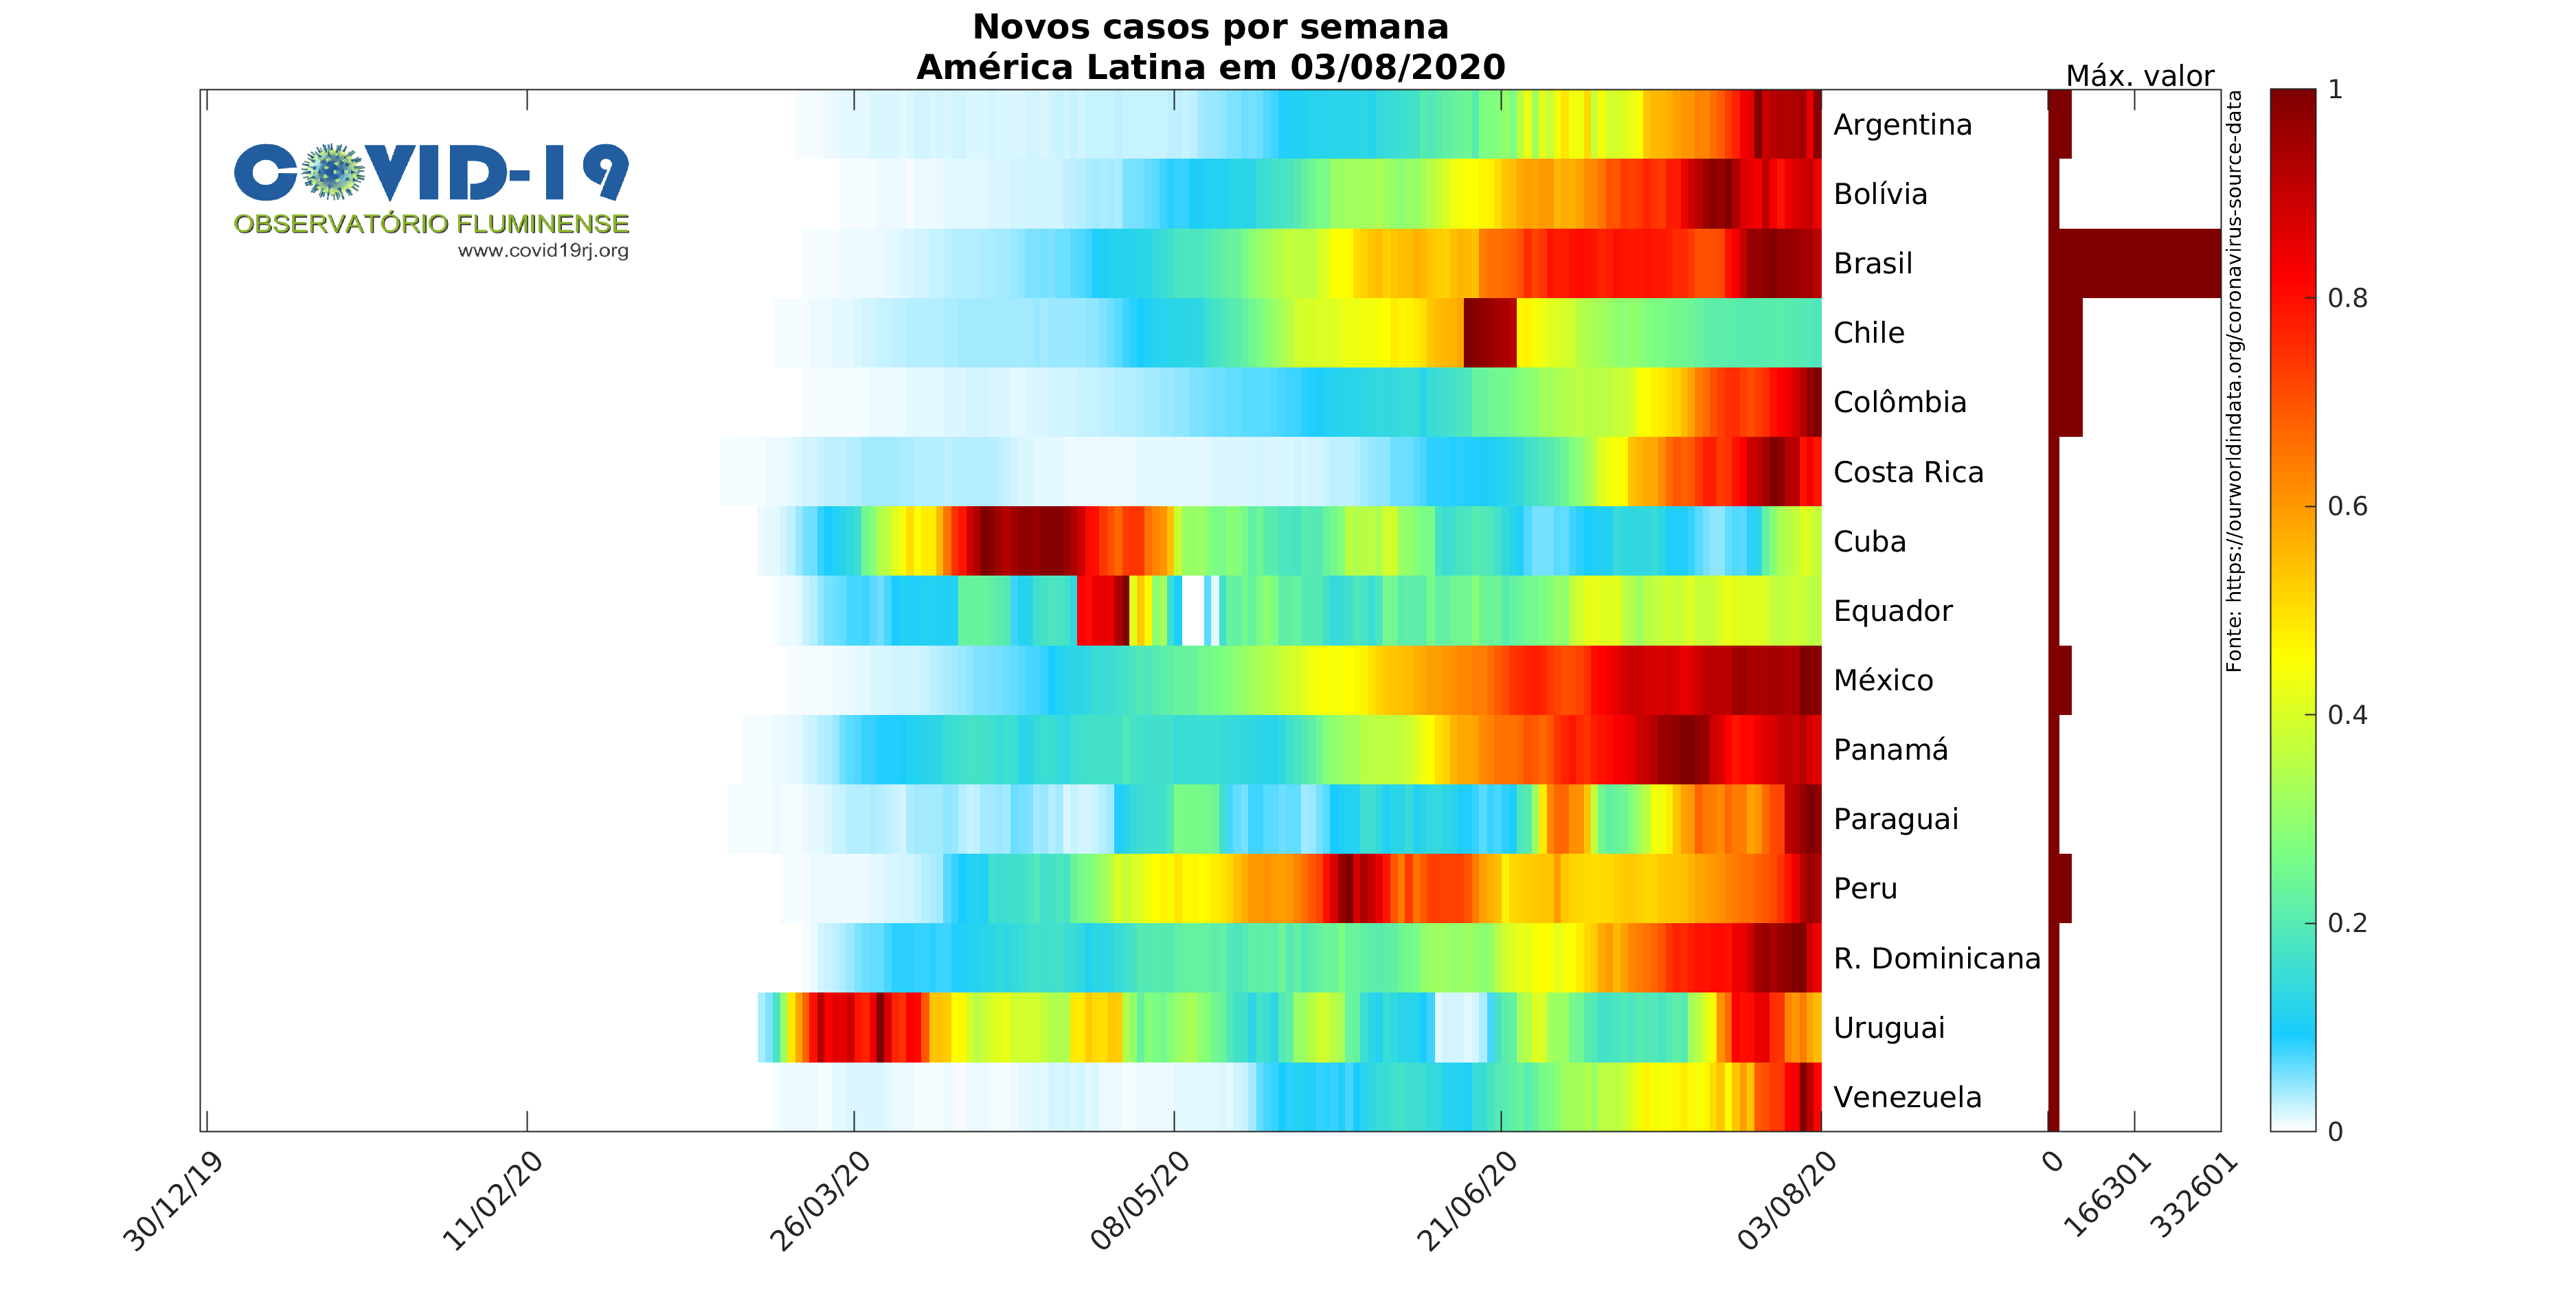 Novos casos por semana
América Latina em 03/08/2020
Máx. valor
COVID-19
OBSERVATÓRIO FLUMINENSE
www.covid19rj.org
Argentina
Bolívia
Brasil
Chile
Colômbia
Costa Rica
Cuba
Equador
México
Panamá
Paraguai
Peru
R. Dominicana
Uruguai
Venezuela
30/12/19
11/02/20
26/03/20
08/05/20
21/06/20
03/08/20
0
166301
332601
Fonte: https://ourworldindata.org/coronavirus-source-data
1
0.8
0.6
0.4
0.2
0